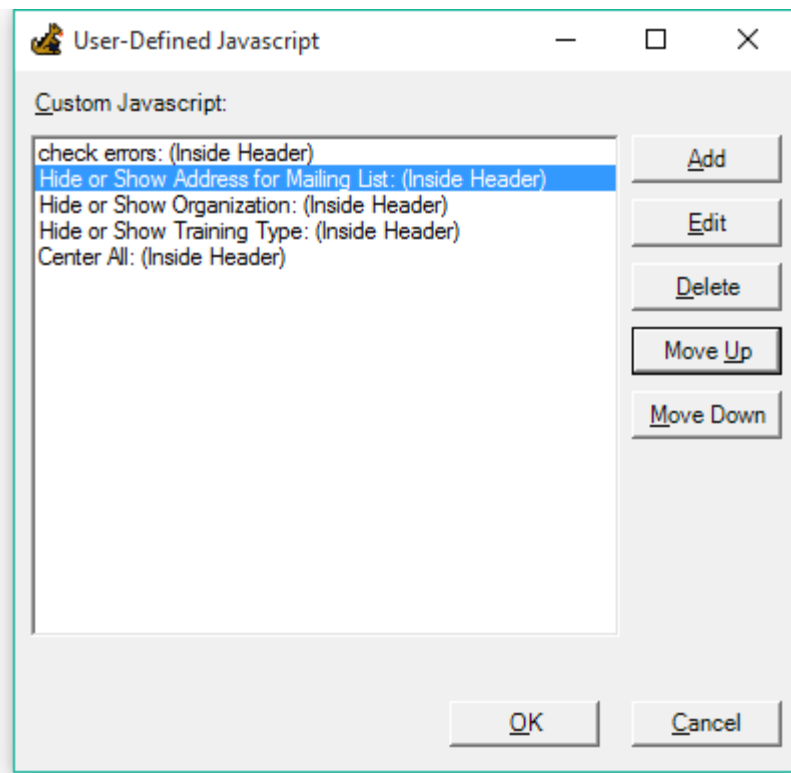 User-Defined Javascript
Custom Javascript:
check errors: (Inside Header)
Hide or Show Address for Mailing List: (Inside Header)
Hide or Show Organization: (Inside Header)
Hide or Show Training Type: (Inside Header)
Center All: (Inside Header)
Add
Edit
Delete
Move Up
Move Down
OK
Cancel